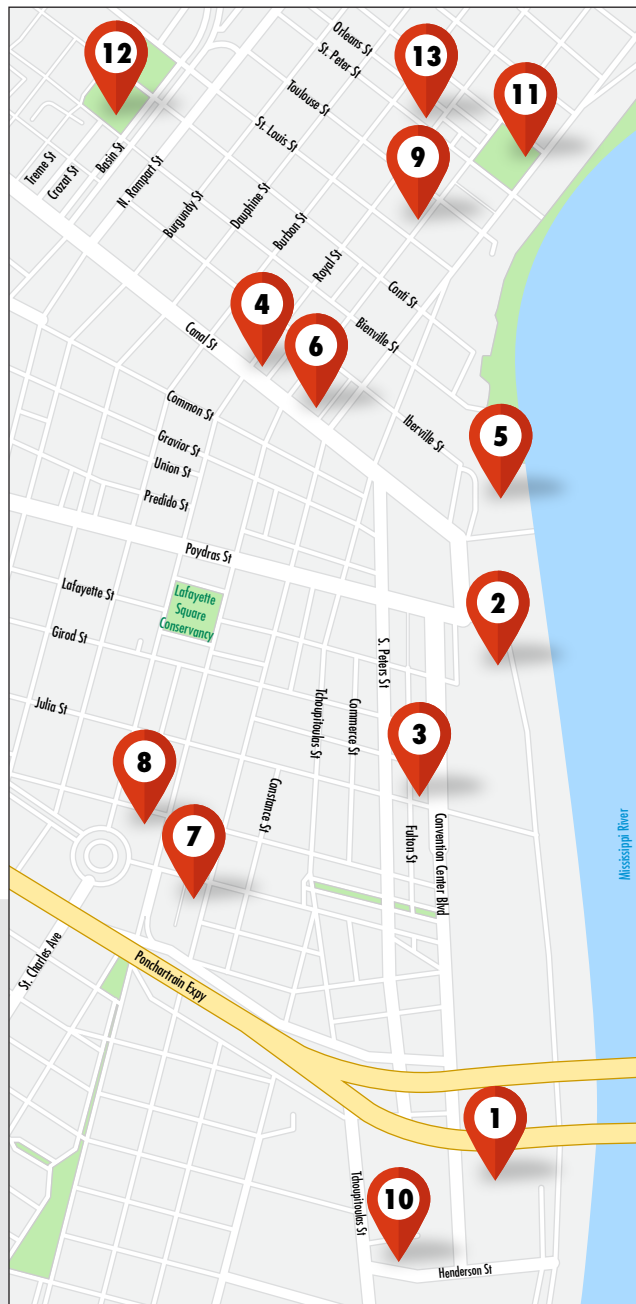 Orleans St
St. Peter St
Toulouse St
St. Louis St
12
13
11
9
Treme St
Crozat St
Basin St
N. Rampart St
Burgundy St
Dauphine St
Burbon St
Royal St
Conti St
Bienville St
Iberville St
4
6
Canal St
5
Common St
Gravior St
Union St
Predido St
Poydras St
Lafayette St
Lafayette
Square
Conservancy
Girod St
2
Julia St
S. Peters St
Tchoupitoulas St
Commerce St
3
8
7
Constance St
Fulton St
Convention Center Blvd
Mississippi River
St. Charles Ave
Ponchartrain Expy
1
Tchoupitoulas St
10
Henderson St